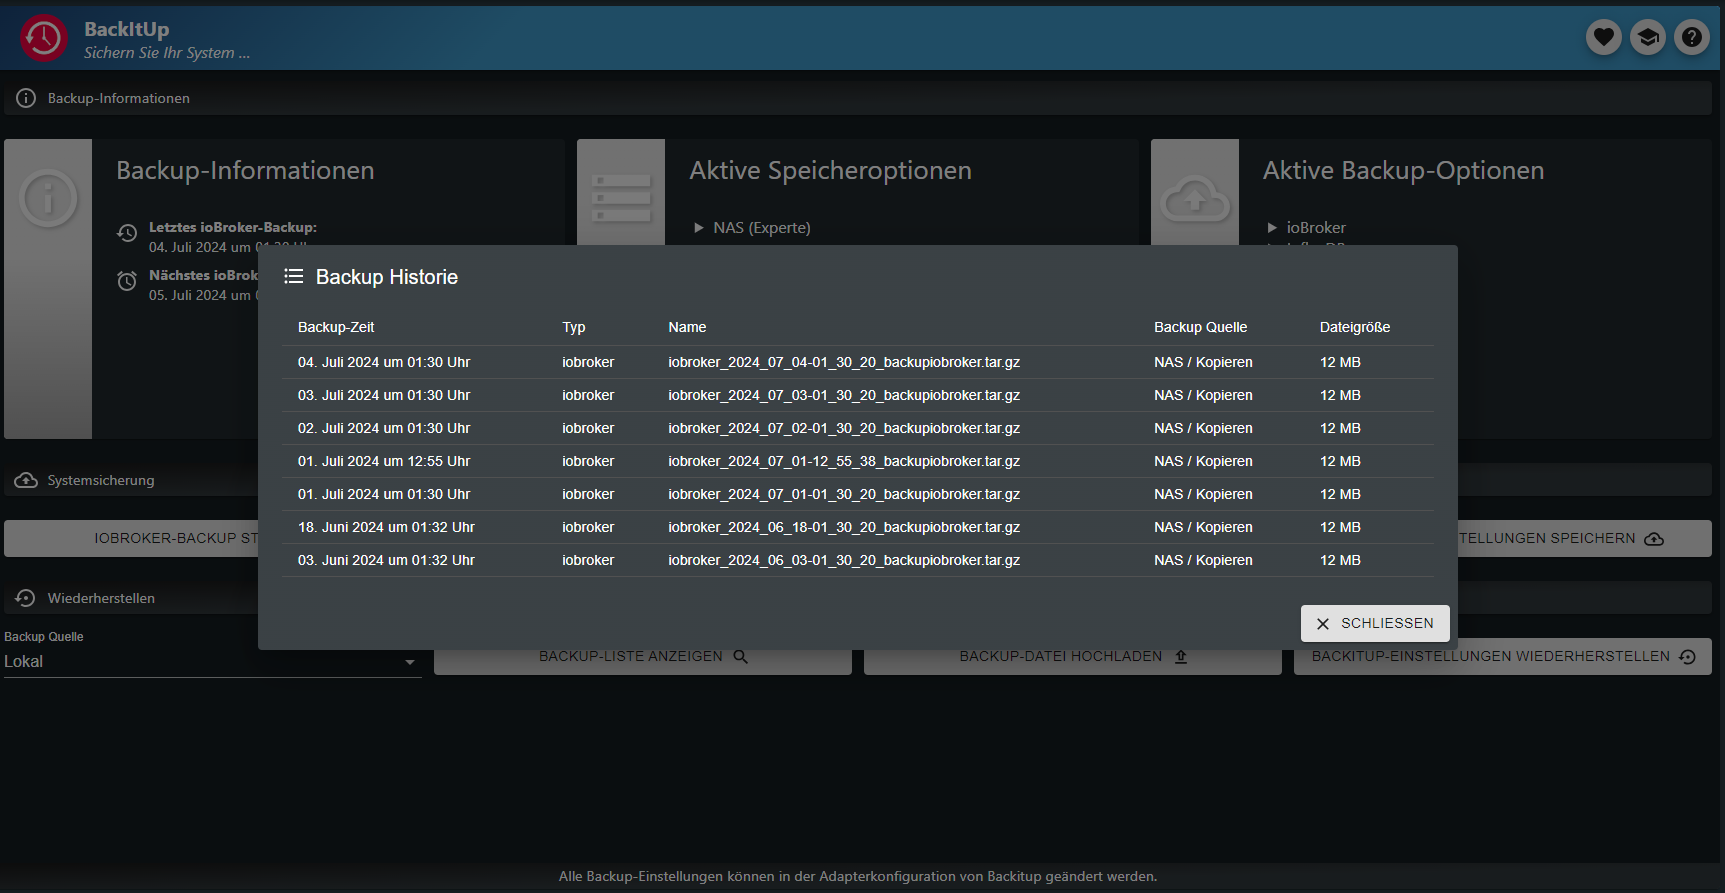 BackItUp
Sichern Sie Ihr System ...
Backup-Informationen
Backup-Informationen
Letztes ioBroker-Backup:
04. Juli 2024 um 01:30
Nächstes ioBrok
05. Juli 2024 um
Aktive Speicheroptionen
NAS (Experte)
Aktive Backup-Optionen
ioBroker
Backup Historie
Backup-Zeit Typ Name Backup Quelle Dateigröße
04. Juli 2024 um 01:30 Uhr iobroker iobroker_2024_07_04-01_30_20_backupiobroker.tar.gz NAS / Kopieren 12 MB
03. Juli 2024 um 01:30 Uhr iobroker iobroker_2024_07_03-01_30_20_backupiobroker.tar.gz NAS / Kopieren 12 MB
02. Juli 2024 um 01:30 Uhr iobroker iobroker_2024_07_02-01_30_20_backupiobroker.tar.gz NAS / Kopieren 12 MB
01. Juli 2024 um 12:55 Uhr iobroker iobroker_2024_07_01-12_55_38_backupiobroker.tar.gz NAS / Kopieren 12 MB
01. Juli 2024 um 01:30 Uhr iobroker iobroker_2024_07_01-01_30_20_backupiobroker.tar.gz NAS / Kopieren 12 MB
18. Juni 2024 um 01:32 Uhr iobroker iobroker_2024_06_18-01_30_20_backupiobroker.tar.gz NAS / Kopieren 12 MB
03. Juni 2024 um 01:32 Uhr iobroker iobroker_2024_06_03-01_30_20_backupiobroker.tar.gz NAS / Kopieren 12 MB
SCHLIESSEN
Systemsicherung
IOBROKER-BACKUP ST
TELLUNGEN SPEICHERN
Wiederherstellen
Backup Quelle
Lokal
BACKUP-LISTE ANZEIGEN
BACKUP-DATEI HOCHLADEN
BACKITUP-EINSTELLUNGEN WIEDERHERSTELLEN
Alle Backup-Einstellungen können in der Adapterkonfiguration von Backitup geändert werden.